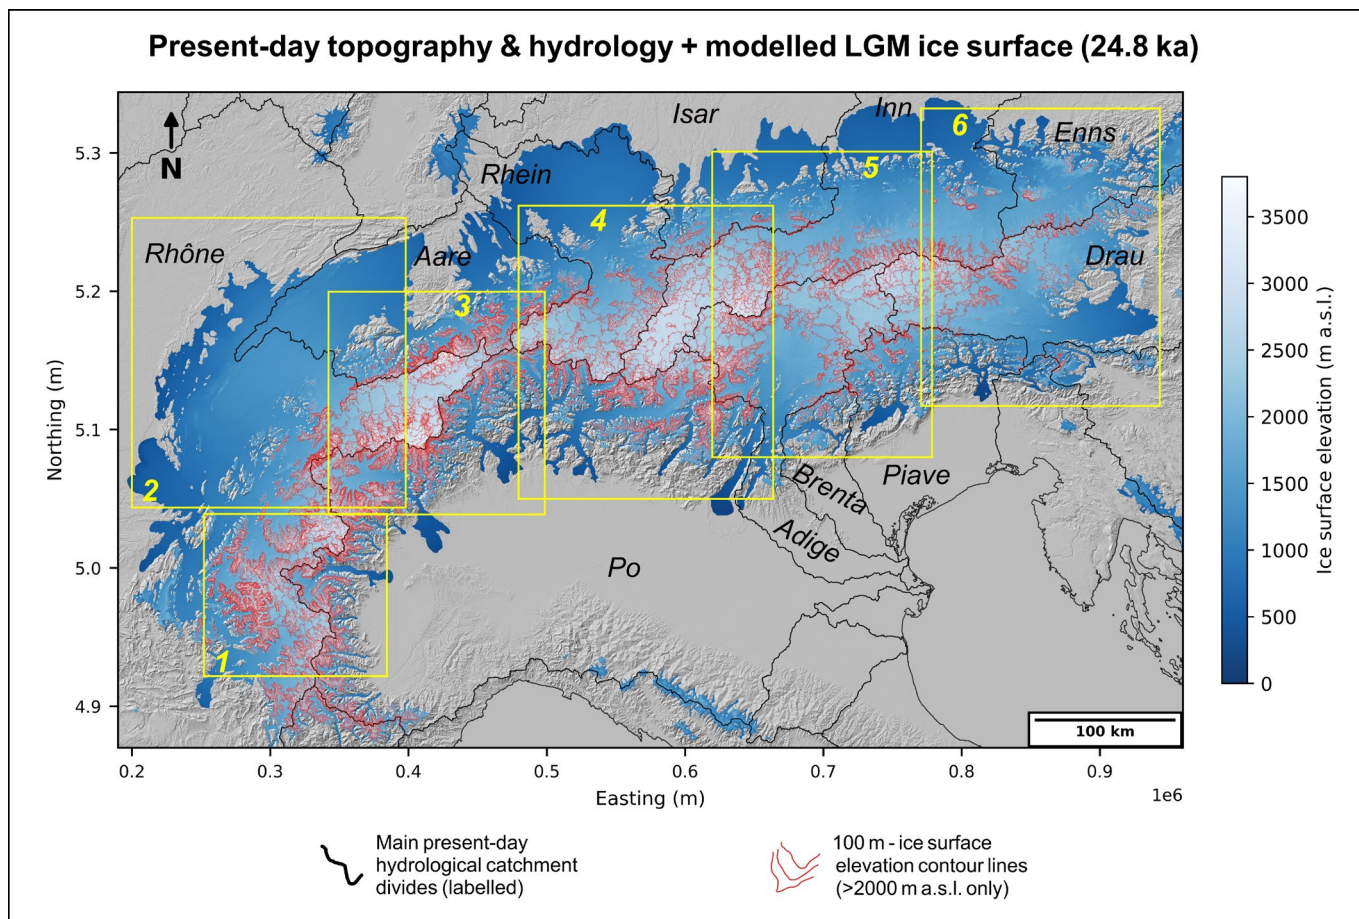 Present-day topography & hydrology + modelled LGM ice surface (24.8 ka)
N
Isar
Inn
6
Enns
5
Rhein
4
Rhône
Aare
Drau
3
2
Brenta
Piave
Adige
Po
1
100 km
5.3
5.2
5.1
5.0
4.9
Northing (m)
0.2
0.3
0.4
0.5
0.6
0.7
0.8
0.9
1e6
Easting (m)
3500
3000
2500
2000
1500
1000
500
0
Ice surface elevation (m a.s.l.)
Main present-day
hydrological catchment
divides (labelled)
100 m - ice surface
elevation contour lines
(>2000 m a.s.l. only)